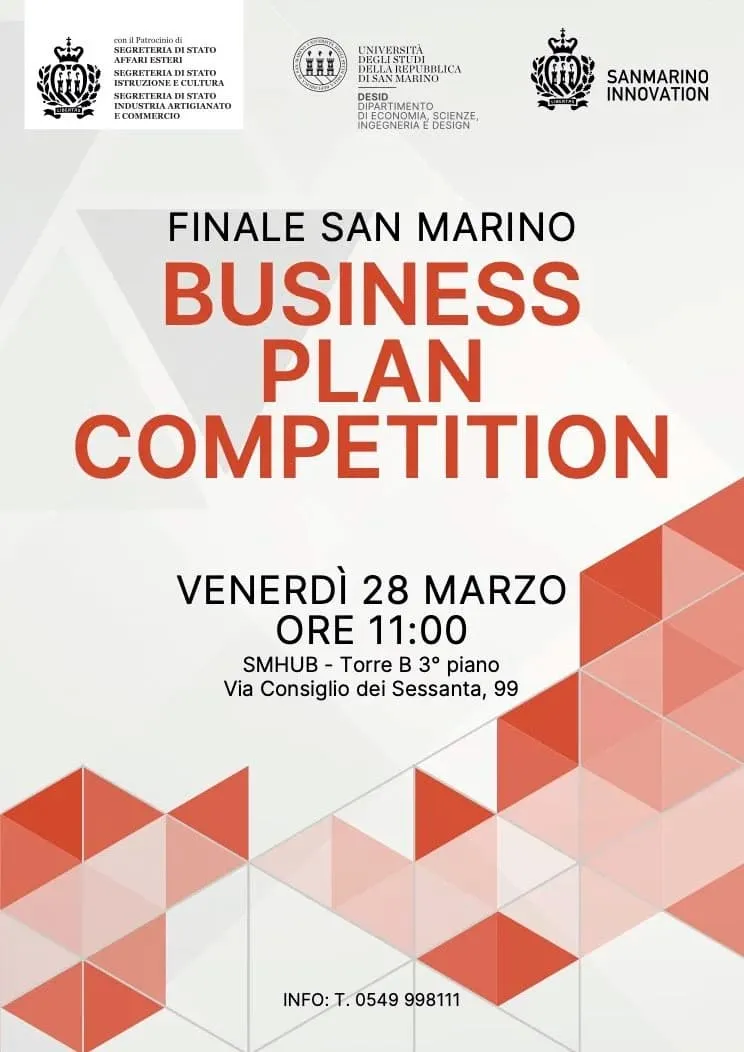 con il Patrocinio di
SEGRETERIA DI STATO
AFFARI ESTERI
SEGRETERIA DI STATO
ISTRUZIONE E CULTURA
SEGRETERIA DI STATO
INDUSTRIA ARTIGIANATO
E COMMERCIO
LIBERTAS
UNIVERSITÀ
DEGLI STUDI
DELLA REPUBBLICA
DI SAN MARINO
DESID
DIPARTIMENTO
DI ECONOMIA, SCIENZE,
INGEGNERIA E DESIGN
LIBERTAS
SANMARINO
INNOVATION
FINALE SAN MARINO
BUSINESS
PLAN
COMPETITION
VENERDÌ 28 MARZO
ORE 11:00
SMHUB - Torre B 3° piano
Via Consiglio dei Sessanta, 99
INFO: T. 0549 998111